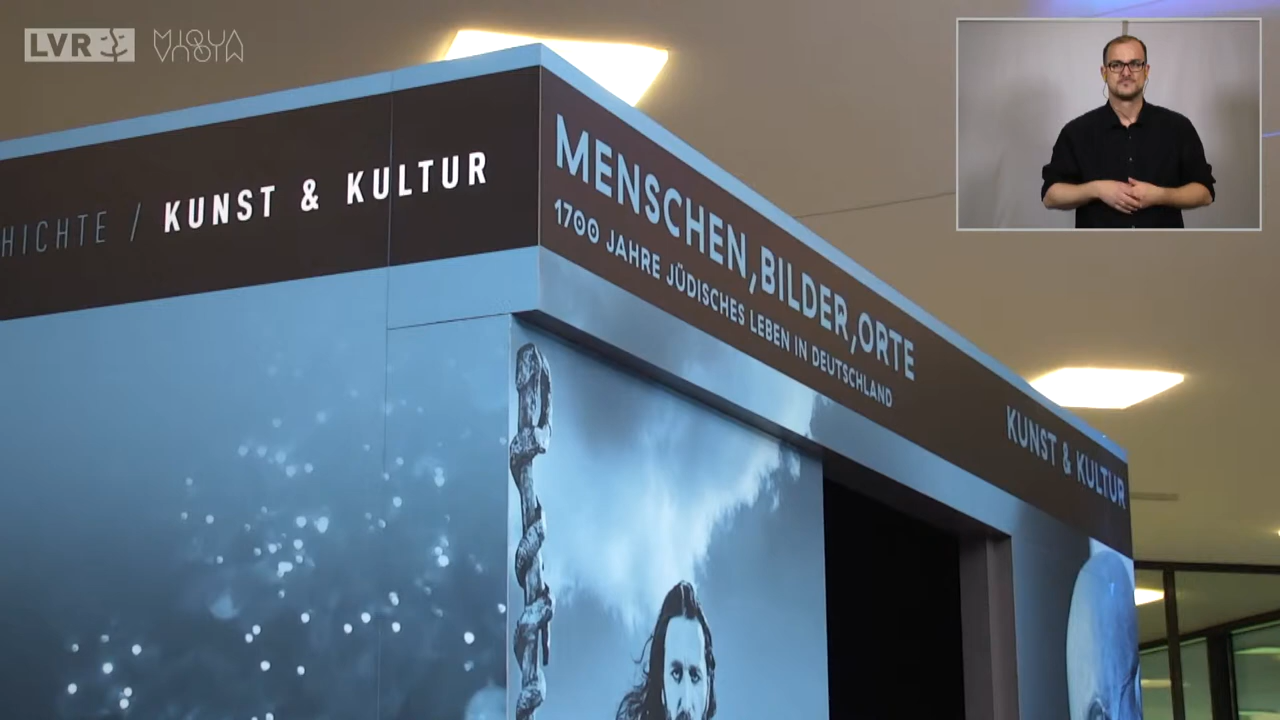 LVR
MIQUA
HICHTE / KUNST & KULTUR
MENSCHEN, BILDER, ORTE
1700 JAHRE JÜDISCHES LEBEN IN DEUTSCHLAND
KUNST & KULTUR